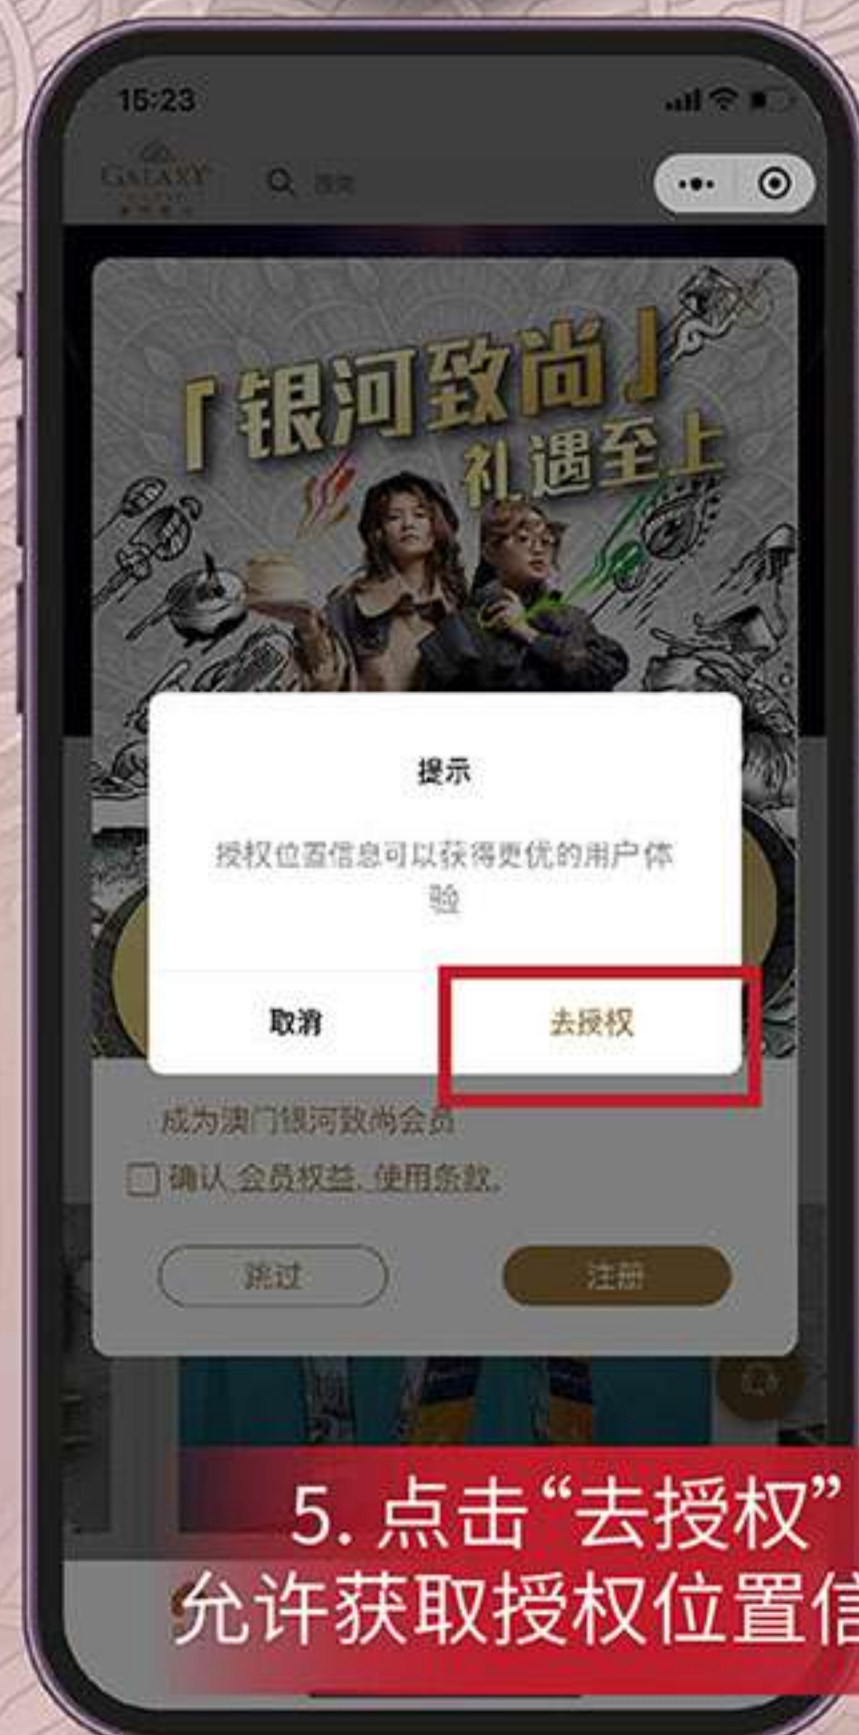 15:23
GALAXY
「银河致尚」
礼遇至上
提示
授权位置信息可以获得更优的用户体
验
取消
去授权
成为澳门银河致尚会员
确认 会员权益、使用条款。
跳过
注册
5. 点击“去授权”
允许获取授权位置信